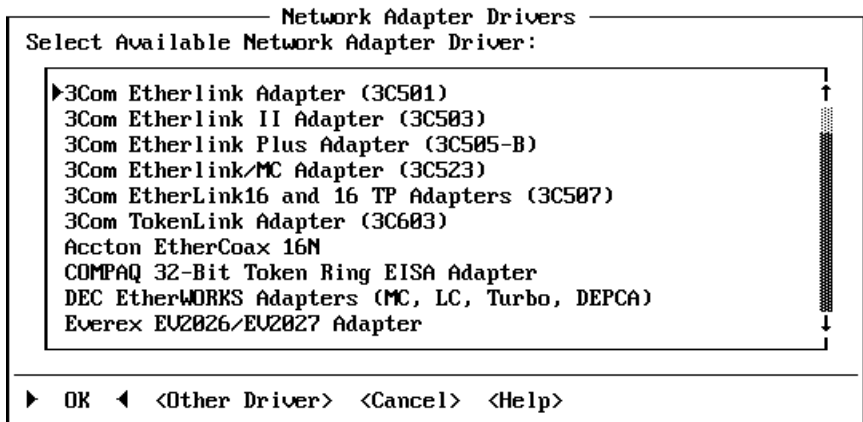 Network Adapter Drivers
Select Available Network Adapter Driver:
3Com Etherlink Adapter (3C501)
3Com Etherlink II Adapter (3C503)
3Com Etherlink Plus Adapter (3C505-B)
3Com Etherlink/MC Adapter (3C523)
3Com EtherLink16 and 16 TP Adapters (3C507)
3Com TokenLink Adapter (3C603)
Accton EtherCoax 16N
COMPAQ 32-Bit Token Ring EISA Adapter
DEC EtherWORKS Adapters (MC, LC, Turbo, DEPCA)
Everex EV2026/EV2027 Adapter
OK <Other Driver> <Cancel> <Help>